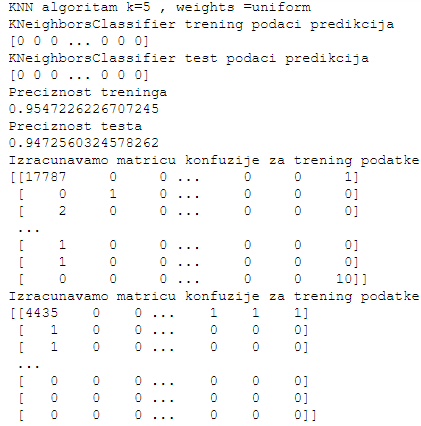 KNN algoritam k=5 , weights =uniform
KNeighborsClassifier trening podaci predikcija
[0 0 0 ... 0 0 0]
KNeighborsClassifier test podaci predikcija
[0 0 0 ... 0 0 0]
Preciznost treninga
0.9547226226707245
Preciznost testa
0.9472560324578262
Izracunavamo matricu konfuzije za trening podatke
[[17787 0 0 ... 0 0 1]
[ 0 1 0 ... 0 0 0]
[ 2 0 0 ... 0 0 0]
...
[ 1 0 0 ... 0 0 0]
[ 1 0 0 ... 0 0 0]
[ 0 0 0 ... 0 0 10]]
Izracunavamo matricu konfuzije za trening podatke
[[4435 0 0 ... 1 1 1]
[ 1 0 0 ... 0 0 0]
[ 1 0 0 ... 0 0 0]
...
[ 0 0 0 ... 0 0 0]
[ 0 0 0 ... 0 0 0]
[ 0 0 0 ... 0 0 0]]